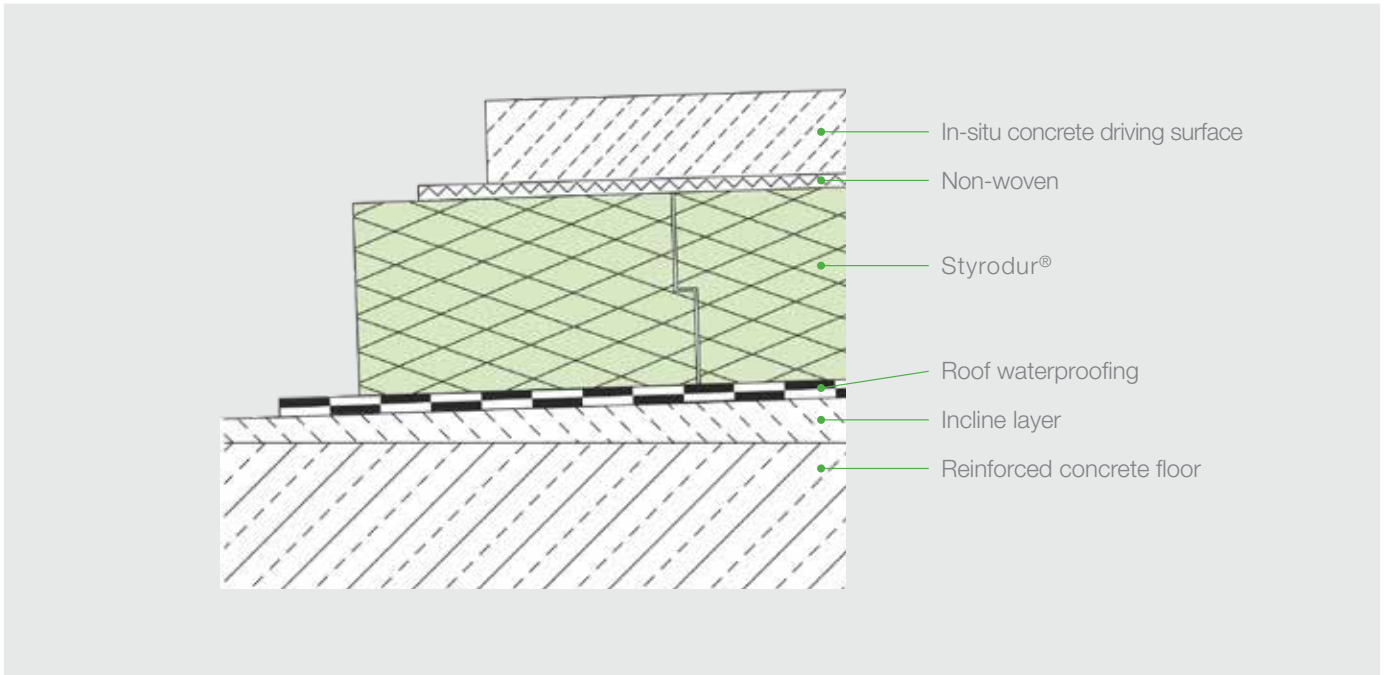 In-situ concrete driving surface
Non-woven
Styrodur®
Roof waterproofing
Incline layer
Reinforced concrete floor